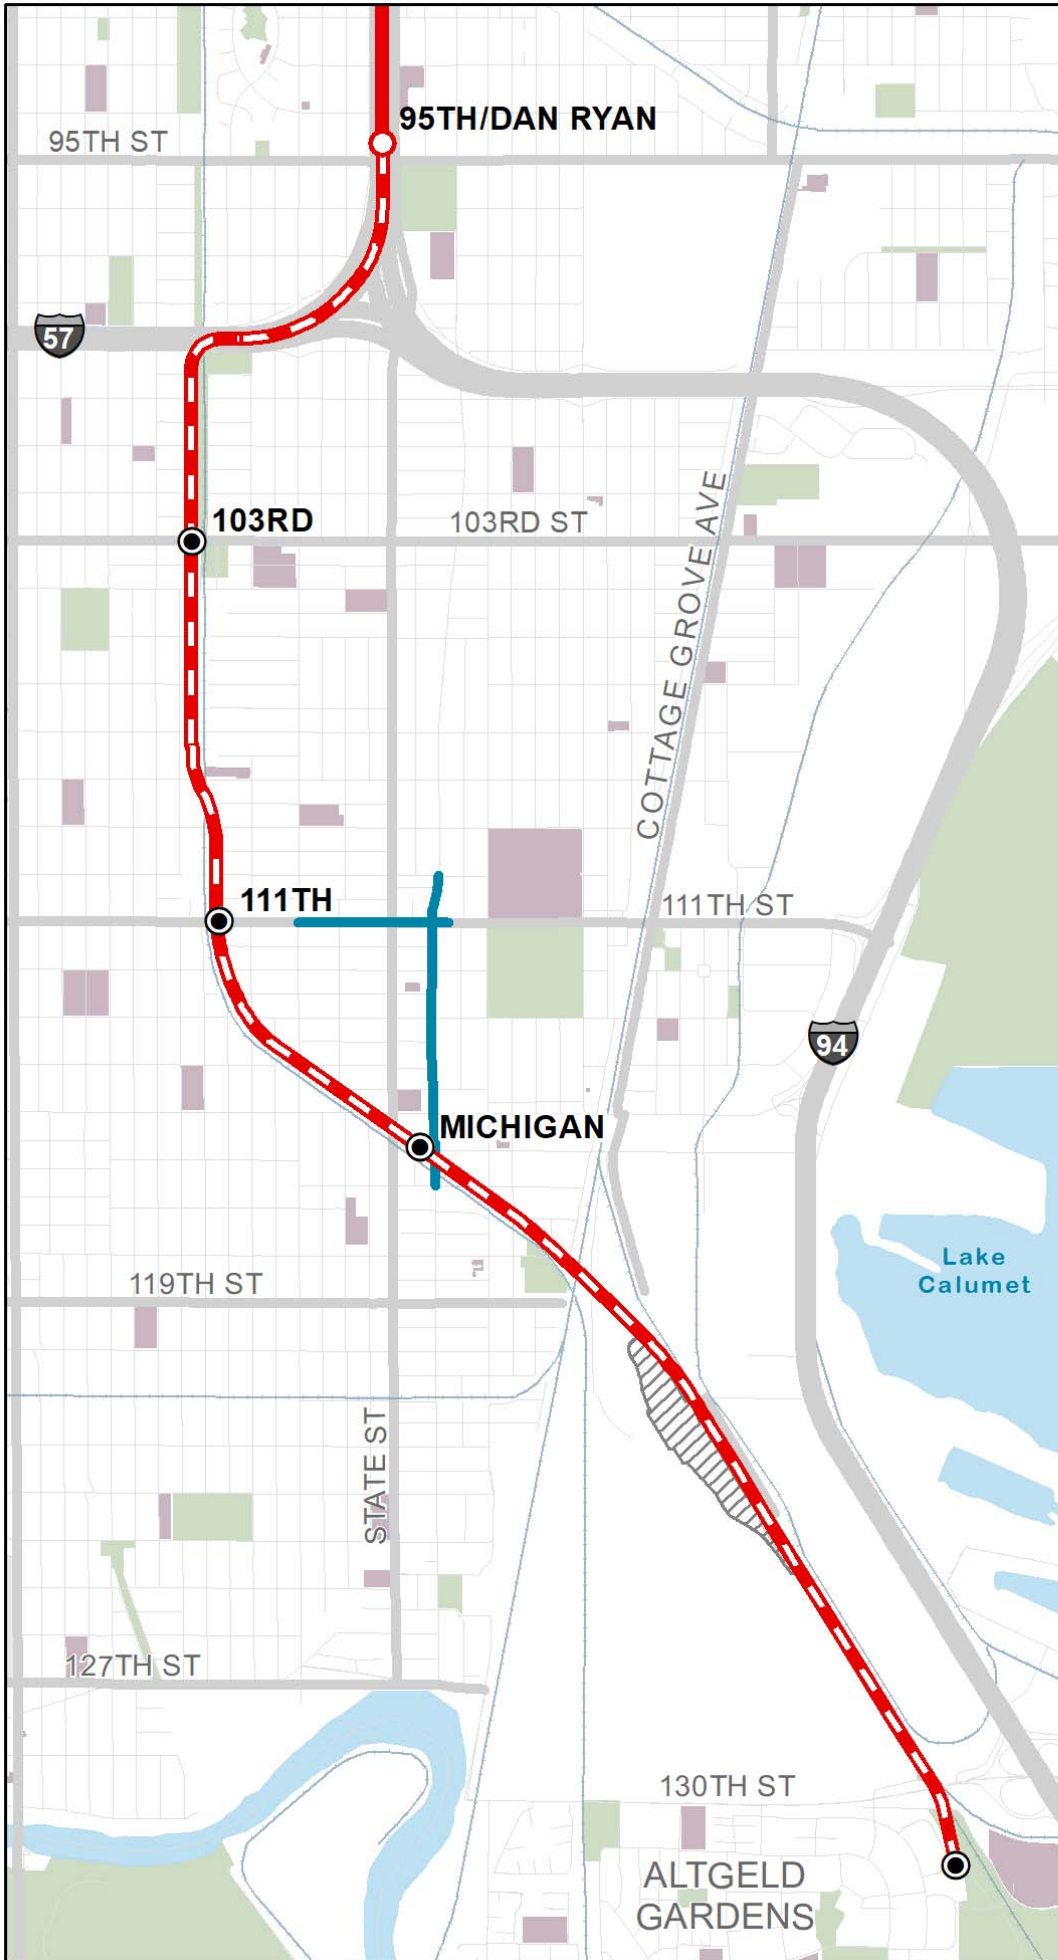 95TH/DAN RYAN
95TH ST
57
103RD
103RD ST
COTTAGE GROVE AVE
111TH
111TH ST
94
MICHIGAN
Lake
Calumet
119TH ST
STATE ST
127TH ST
130TH ST
ALTGELD
GARDENS